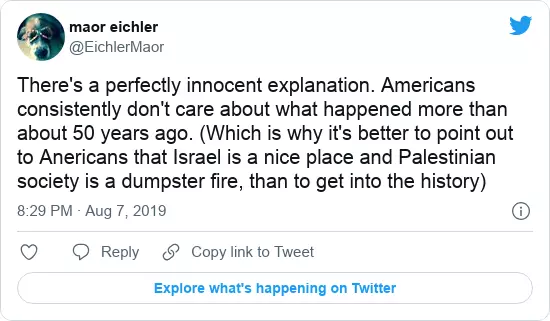 maor eichler
@EichlerMaor
There's a perfectly innocent explanation. Americans
consistently don't care about what happened more than
about 50 years ago. (Which is why it's better to point out
to Anericans that Israel is a nice place and Palestinian
society is a dumpster fire, than to get into the history)
8:29 PM · Aug 7, 2019
Reply
Copy link to Tweet
Explore what's happening on Twitter